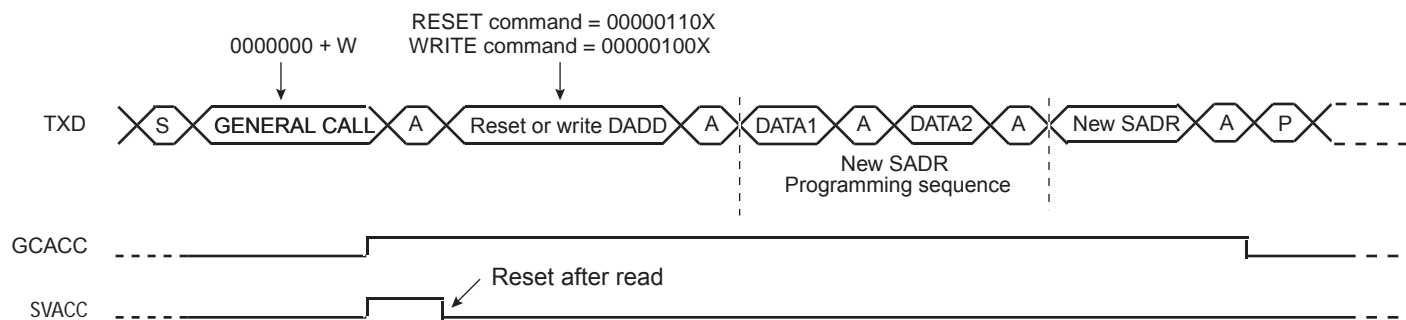 RESET command = 00000110X
0000000 + W
WRITE command = 00000100X
TXD
S
GENERAL CALL
A
Reset or write DADD
A
DATA1
A
DATA2
A
New SADR
A
P
New SADR
Programming sequence
GCACC
Reset after read
SVACC